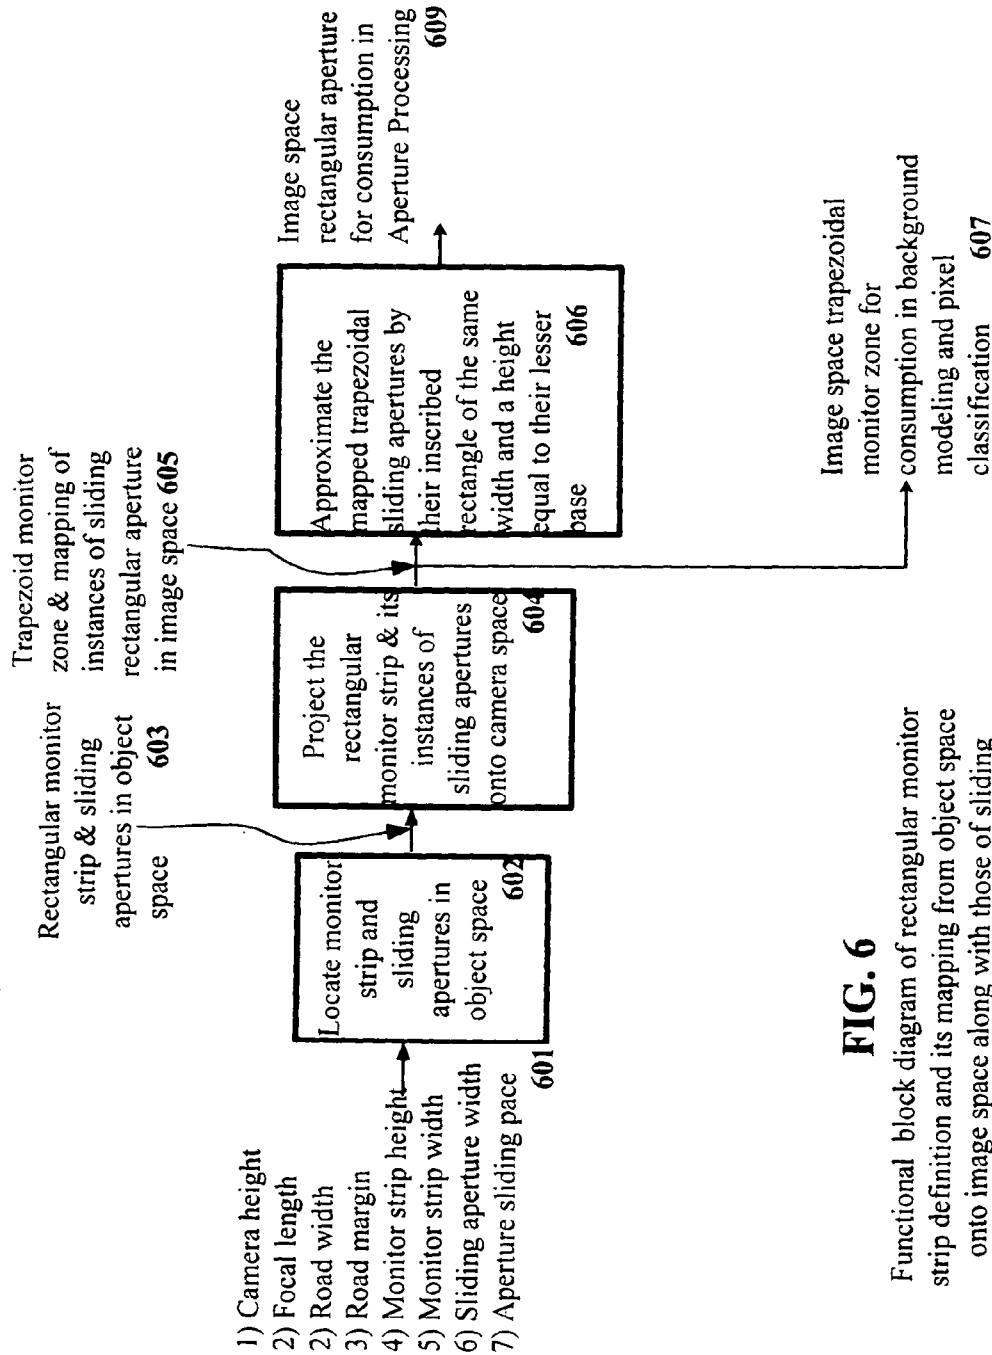 1) Camera height
2) Focal length
2) Road width
3) Road margin
4) Monitor strip height
5) Monitor strip width
6) Sliding aperture width
7) Aperture sliding pace
601
Locate monitor
strip and
sliding
apertures in
object space
602
Rectangular monitor
strip & sliding
apertures in object
space 603
Project the
rectangular
monitor strip & its
instances of
sliding apertures
onto camera space
604
Trapezoid monitor
zone & mapping of
instances of sliding
rectangular aperture
in image space 605
Approximate the
mapped trapezoidal
sliding apertures by
their inscribed
rectangle of the same
width and a height
equal to their lesser
base 606
Image space
rectangular aperture
for consumption in
Aperture Processing
609
Image space trapezoidal
monitor zone for
consumption in background
modeling and pixel
classification 607
FIG. 6
Functional block diagram of rectangular monitor
strip definition and its mapping from object space
onto image space along with those of sliding